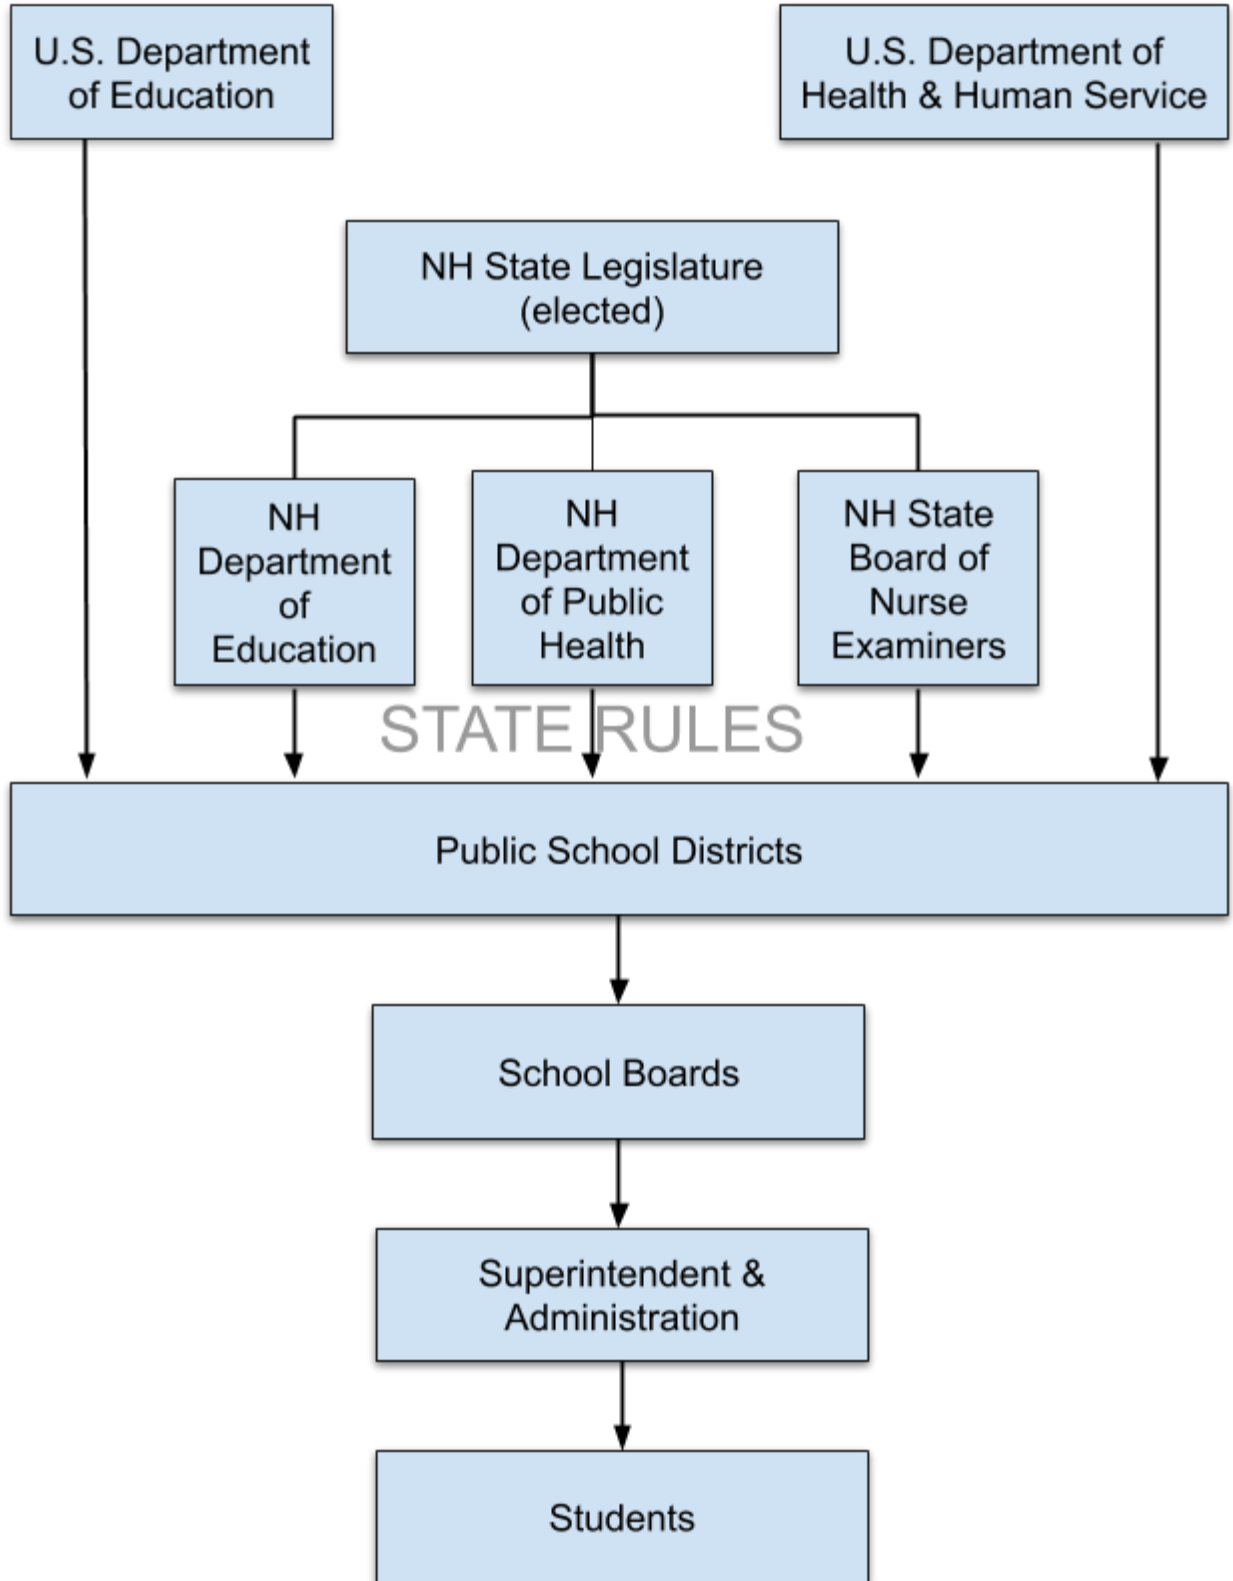 U.S. Department
of Education
U.S. Department of
Health & Human Service
NH State Legislature
(elected)
NH
Department
of
Education
NH
Department
of Public
Health
NH State
Board of
Nurse
Examiners
STATE RULES
Public School Districts
School Boards
Superintendent &
Administration
Students